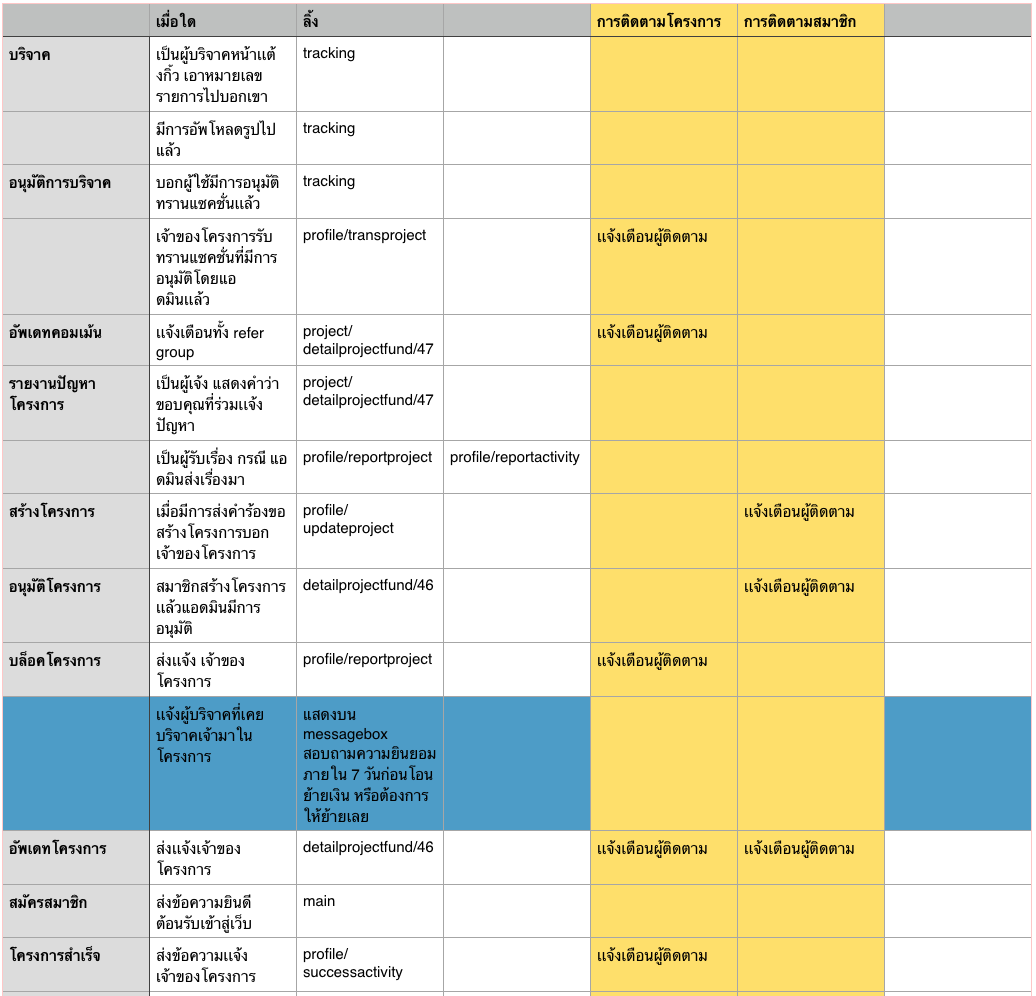 เมื่อใด ลิ้ง การติดตามโครงการ การติดตามสมาชิก
บริจาค
เป็นผู้บริจาคหน้าแต้
งกิ้ว เอาหมายเลข
รายการไปบอกเขา
tracking
มีการอัพโหลดรูปไป
แล้ว
tracking
อนุมัติการบริจาค
บอกผู้ใช้มีการอนุมัติ
ทรานแซคชั่นแล้ว
tracking
เจ้าของโครงการรับ
ทรานแซคชั่นที่มีการ
อนุมัติโดยแอ
ดมินแล้ว
profile/transproject
แจ้งเตือนผู้ติดตาม
อัพเดทคอมเม้น
แจ้งเตือนทั้ง refer
group
project/
detailprojectfund/47
แจ้งเตือนผู้ติดตาม
รายงานปัญหา
โครงการ
เป็นผู้เจ้ง แสดงคำว่า
ขอบคุณที่ร่วมแจ้ง
ปัญหา
project/
detailprojectfund/47
เป็นผู้รับเรื่อง กรณี แอ
ดมินส่งเรื่องมา
profile/reportproject
profile/reportactivity
สร้างโครงการ
เมื่อมีการส่งคำร้องขอ
สร้างโครงการบอก
เจ้าของโครงการ
profile/
updateproject
แจ้งเตือนผู้ติดตาม
อนุมัติโครงการ
สมาชิกสร้างโครงการ
แล้วแอดมินมีการ
อนุมัติ
detailprojectfund/46
แจ้งเตือนผู้ติดตาม
บล็อคโครงการ
ส่งแจ้ง เจ้าของ
โครงการ
profile/reportproject
แจ้งเตือนผู้ติดตาม
แจ้งผู้บริจาคที่เคย
บริจาคเจ้ามาใน
โครงการ
แสดงบน
messagebox
สอบถามความยินยอม
ภายใน 7 วันก่อนโอน
ย้ายเงิน หรือต้องการ
ให้ย้ายเลย
อัพเดทโครงการ
ส่งแจ้งเจ้าของ
โครงการ
detailprojectfund/46
แจ้งเตือนผู้ติดตาม
แจ้งเตือนผู้ติดตาม
สมัครสมาชิก
ส่งข้อความยินดี
ต้อนรับเข้าสู่เว็บ
main
โครงการสำเร็จ
ส่งข้อความแจ้ง
เจ้าของโครงการ
profile/
successactivity
แจ้งเตือนผู้ติดตาม